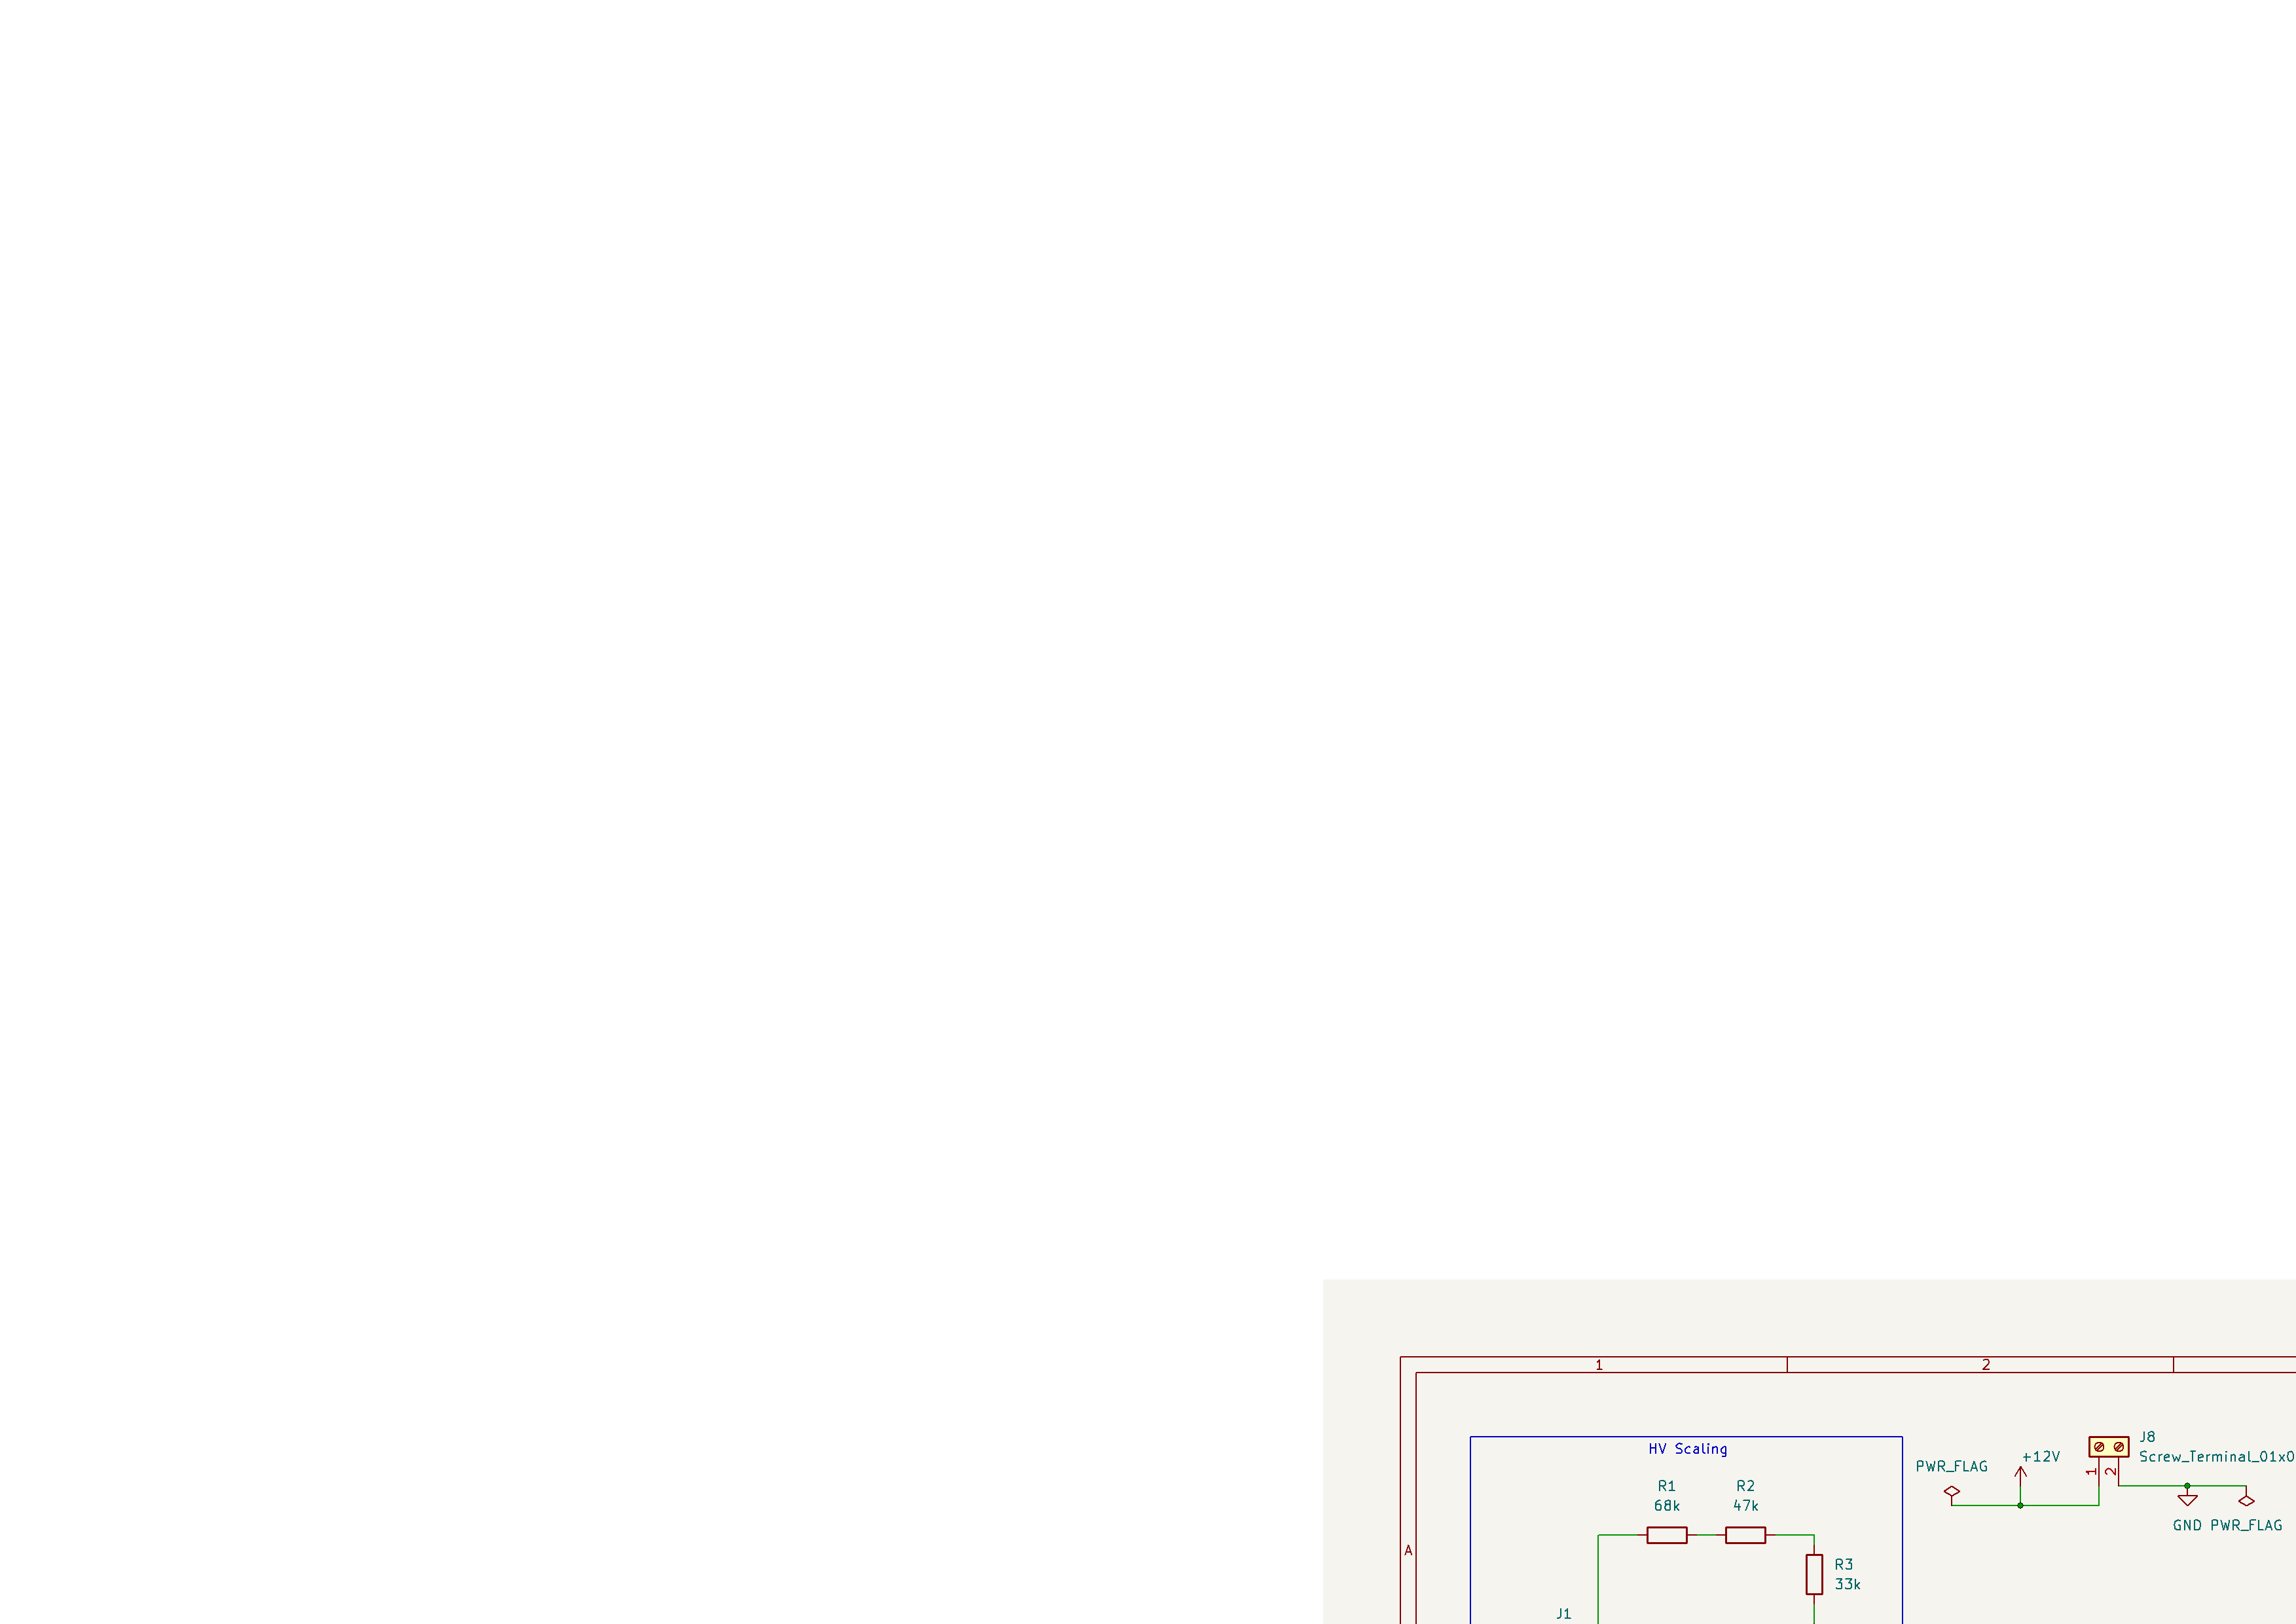 1
2
HV Scaling
J8
Screw_Terminal_01x0
+12V
PWR_FLAG
1
2
R1
68k
R2
47k
GND
PWR_FLAG
A
R3
33k
J1